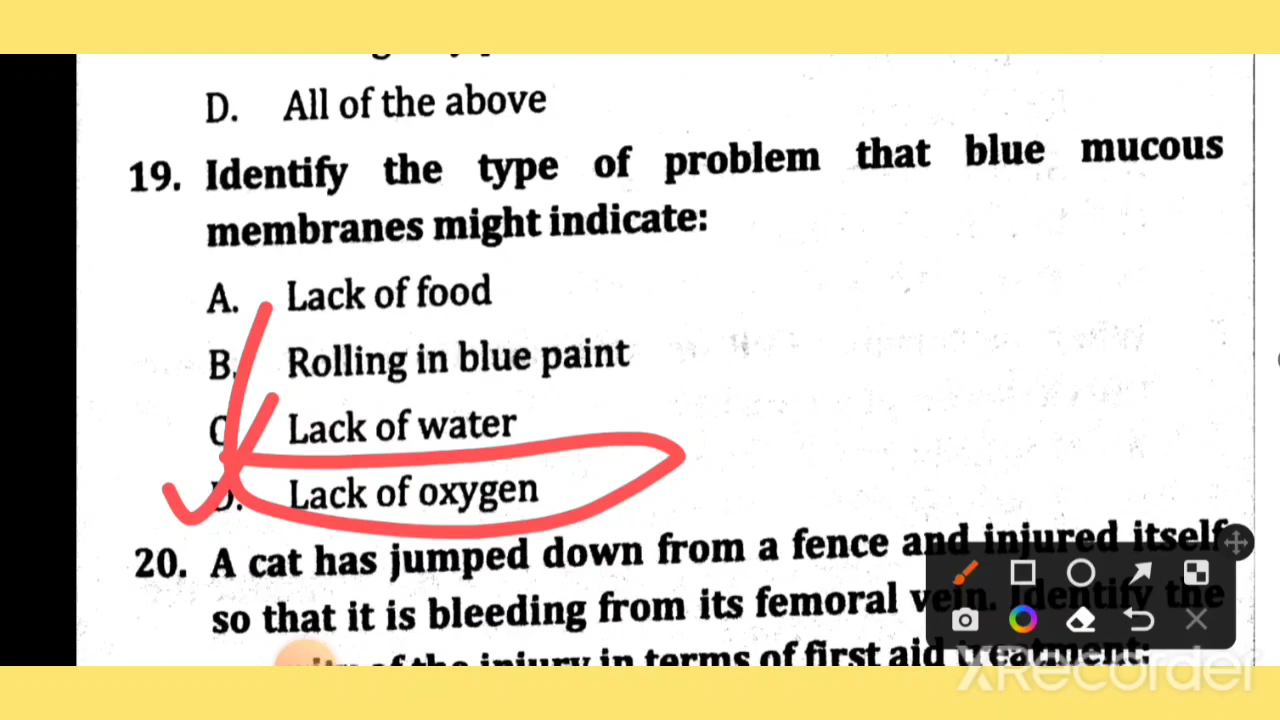 D. All of the above
19. Identify the type of problem that blue mucous
membranes might indicate:
A. Lack of food
B. Rolling in blue paint
C. Lack of water
D. Lack of oxygen
20. A cat has jumped down from a fence and injured itself
so that it is bleeding from its femoral vein. Identify the
of the injury in terms of first aid treatment:
XRecorder